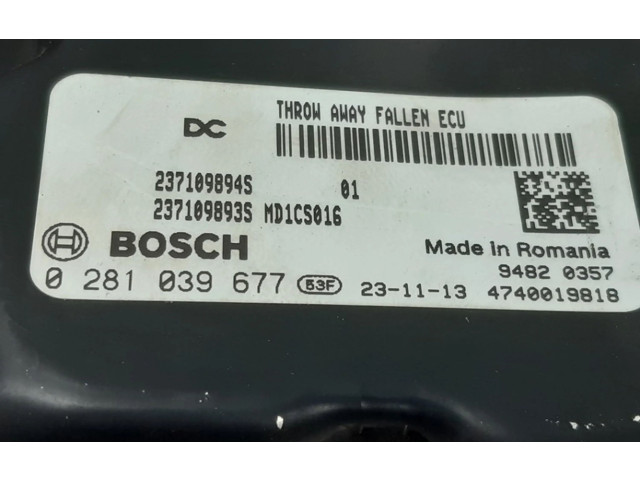 THROW AWAY FALLEN ECU
DC
237109894S 01
237109893S MD1CS016
BOSCH
Made in Romania
9482 0357
0 281 039 677 53F 23-11-13 4740019818